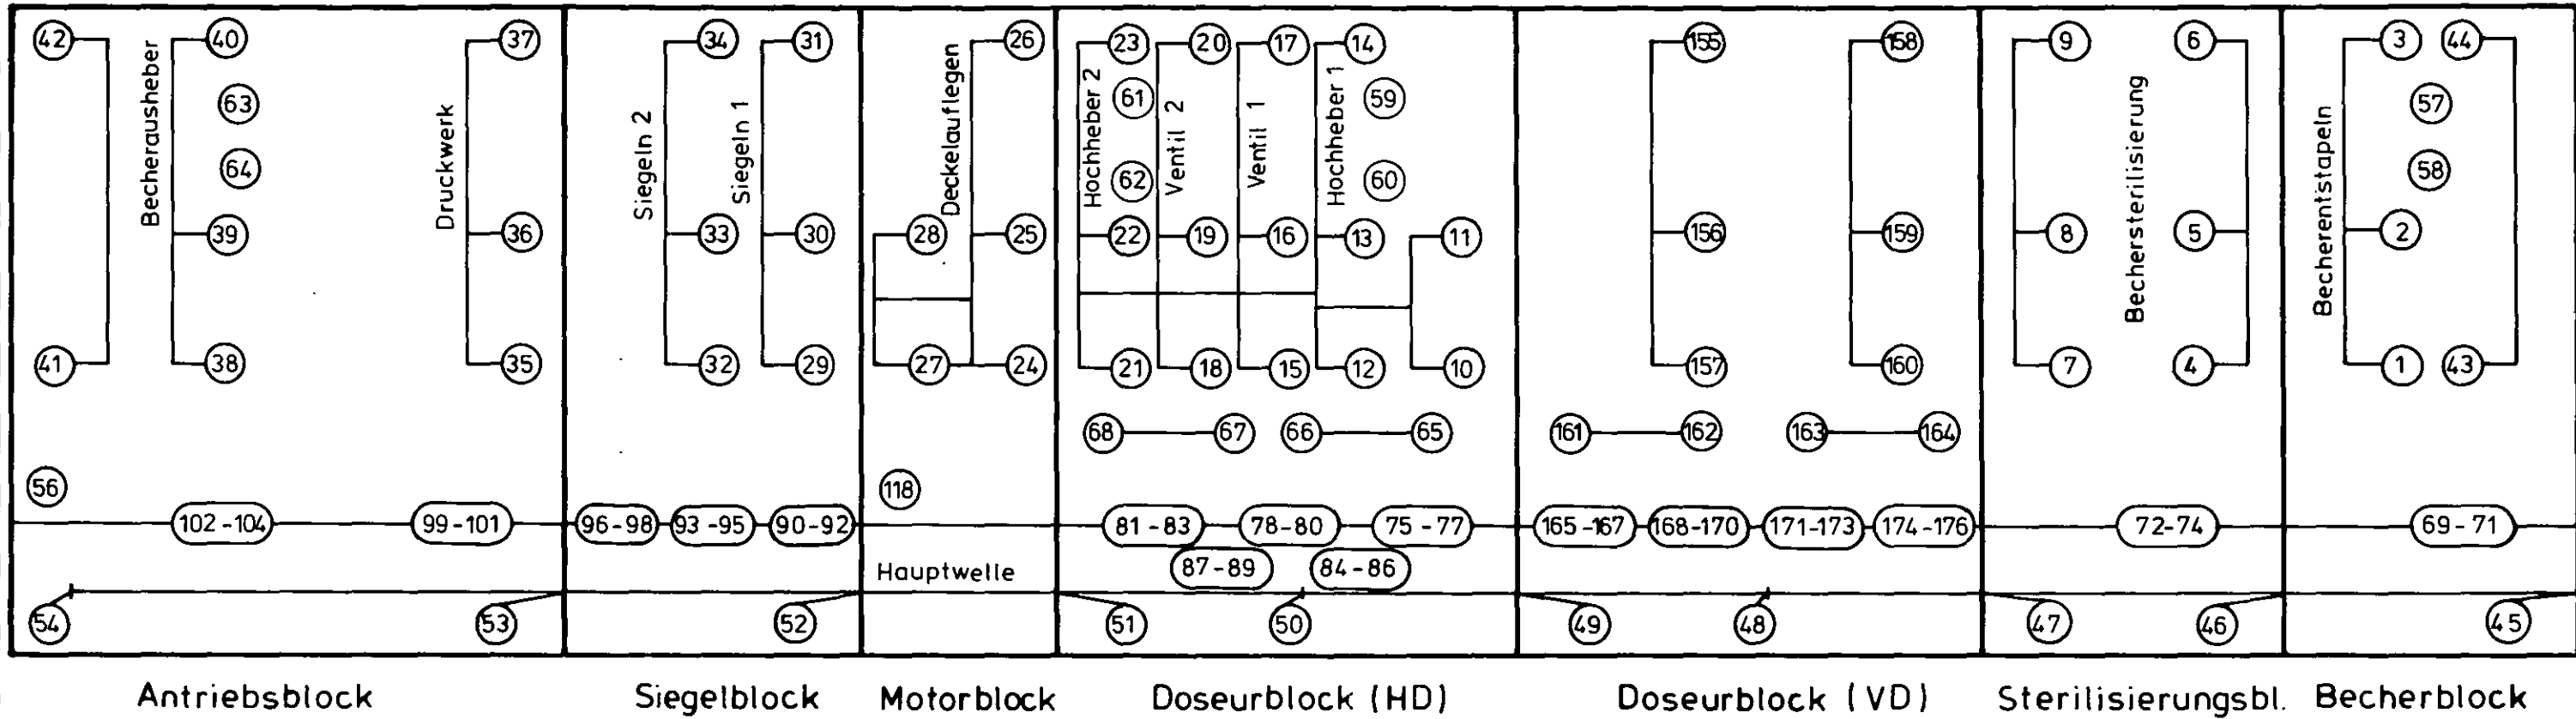 42 40 37 34 31 26 23 20 17 14 155 158 9 6 3 44
63 61 59 57
64 62 60 58
Becherausheber
Druckwerk
Siegeln 2
Siegeln 1
Deckelauflegen
Hochheber 2
Ventil 2
Ventil 1
Hochheber 1
Bechersterilisierung
Becherentstapeln
39 36 33 30 28 25 22 19 16 13 11 156 159 8 5 2
41 38 35 32 29 27 24 21 18 15 12 10 157 160 7 4 1 43
68 67 66 65 161 162 163 164
56 118
102-104 99-101 96-98 93-95 90-92 81-83 78-80 75-77 165-167 168-170 171-173 174-176 72-74 69-71
Hauptwelle 87-89 84-86
54 53 52 51 50 49 48 47 46 45
Antriebsblock Siegelblock Motorblock Doseurblock (HD) Doseurblock (VD) Sterilisierungsbl. Becherblock